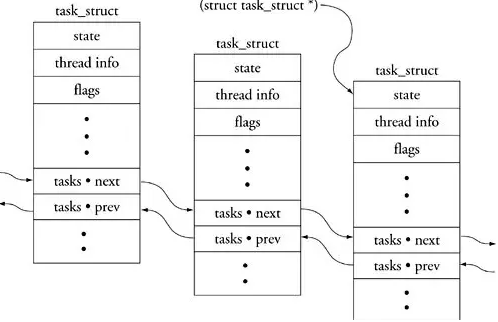 (struct task_struct *)
task_struct
state
thread info
flags
tasks • next
tasks • prev
task_struct
state
thread info
flags
tasks • next
tasks • prev
task_struct
state
thread info
flags
tasks • next
tasks • prev